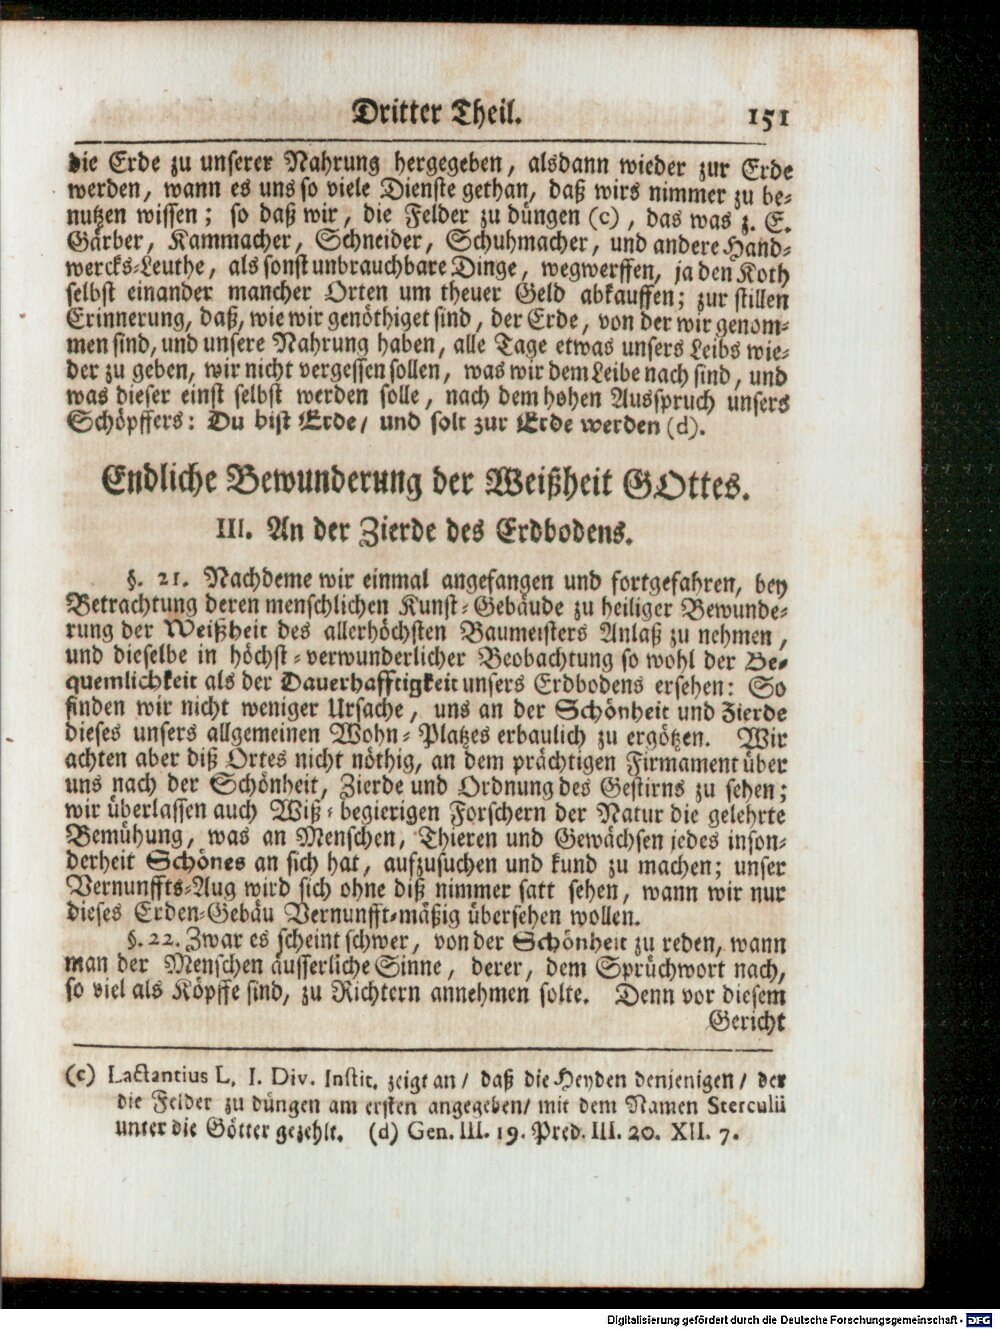 Dritter Theil. 151
die Erde zu unserer Nahrung hergegeben, alsdann wieder zur Erde
werden, wann es uns so viele Dienste gethan, daß wirs nimmer zu be-
nutzen wissen; so daß wir, die Felder zu düngen (c), das was z. E.
Gärber, Kammacher, Schneider, Schuhmacher, und andere Hand-
wercks-Leuthe, als sonst unbrauchbare Dinge, wegwerffen, ja den Koth
selbst einander mancher Orten um theuer Geld abkauffen; zur stillen
Erinnerung, daß, wie wir genöthiget sind, der Erde, von der wir genom-
men sind, und unsere Nahrung haben, alle Tage etwas unsers Leibs wie-
der zu geben, wir nicht vergessen sollen, was wir dem Leibe nach sind, und
was dieser einst selbst werden solle, nach dem hohen Ausspruch unsers
Schöpffers: Du bist Erde/ und solt zur Erde werden (d).
Endliche Bewunderung der Weißheit GOttes.
III. An der Zierde des Erdbodens.
§. 21. Nachdeme wir einmal angefangen und fortgefahren, bey
Betrachtung deren menschlichen Kunst-Gebäude zu heiliger Bewunde-
rung der Weißheit des allerhöchsten Baumeisters Anlaß zu nehmen,
und dieselbe in höchst-verwunderlicher Beobachtung so wohl der Be-
quemlichkeit als der Dauerhafftigkeit unsers Erdbodens ersehen: So
finden wir nicht weniger Ursache, uns an der Schönheit und Zierde
dieses unsers allgemeinen Wohn-Platzes erbaulich zu ergötzen. Wir
achten aber diß Ortes nicht nöthig, an dem prächtigen Firmament über
uns nach der Schönheit, Zierde und Ordnung des Gestirns zu sehen;
wir überlassen auch Wiß-begierigen Forschern der Natur die gelehrte
Bemühung, was an Menschen, Thieren und Gewächsen jedes inson-
derheit Schönes an sich hat, aufzusuchen und kund zu machen; unser
Vernunffts-Aug wird sich ohne diß nimmer satt sehen, wann wir nur
dieses Erden-Gebäu Vernunfft-mäßig übersehen wollen.
§. 22. Zwar es scheint schwer, von der Schönheit zu reden, wann
man der Menschen äusserliche Sinne, derer, dem Sprüchwort nach,
so viel als Köpffe sind, zu Richtern annehmen solte. Denn vor diesem
Gericht
(c) Lactantius L. I. Div. Instit. zeigt an/ daß die Heyden denjenigen/ der
die Felder zu düngen am ersten angegeben/ mit dem Namen Sterculii
unter die Götter gezehlt. (d) Gen. III. 19. Pred. III. 20. XII. 7.
Digitalisierung gefördert durch die Deutsche Forschungsgemeinschaft - DFG